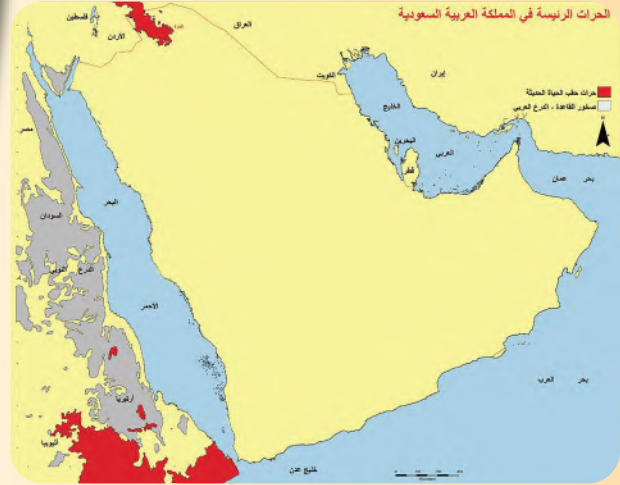 الحرات الرئيسة في المملكة العربية السعودية
فلسطين
العراق
الأردن
إيران
الكويت
حرات حقب الحياة الحديثة
صخور القاعدة - الدرع العربي
الخليج
مصر
البحرين
العربي
قطر
بحر عمان
البحر
السودان
الدرع النوبي
الأحمر
بحر العرب
أرتيريا
أثيوبيا
خليج عدن